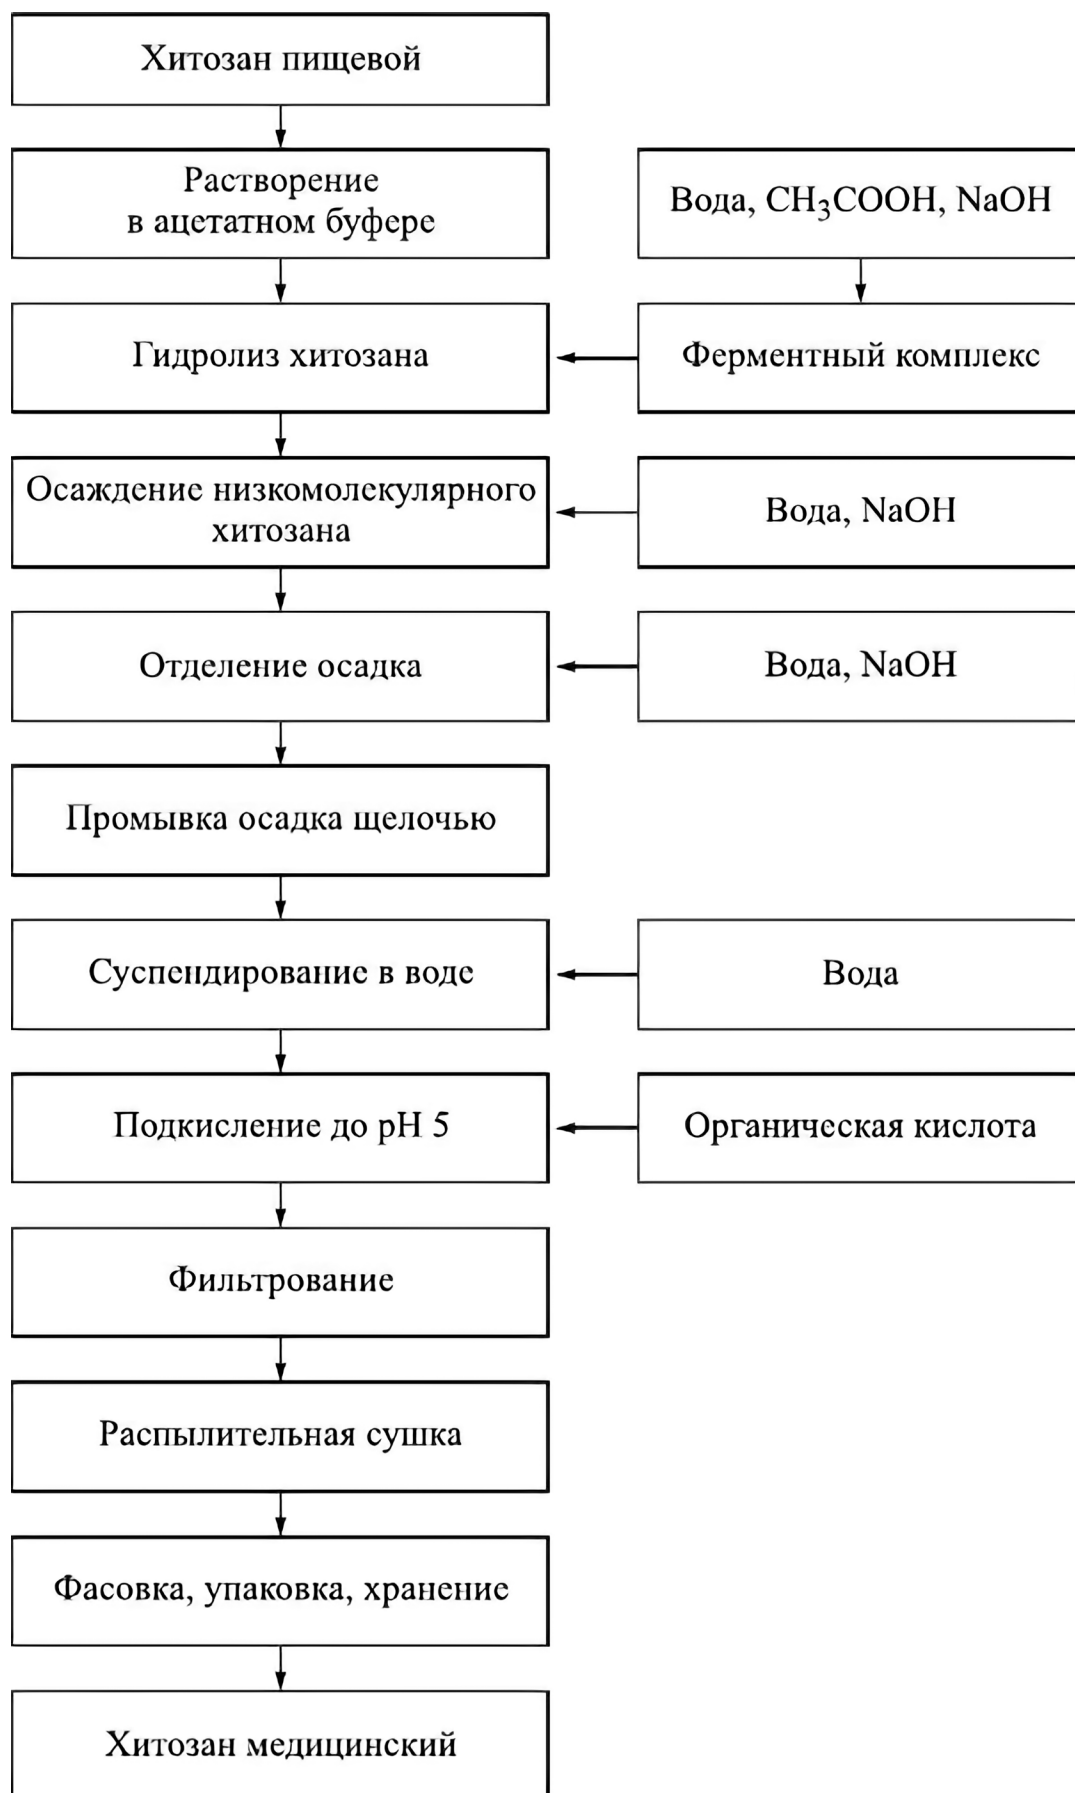 Хитозан пищевой
Растворение
в ацетатном буфере
Вода, CH3COOH, NaOH
Гидролиз хитозана
Ферментный комплекс
Осаждение низкомолекулярного
хитозана
Вода, NaOH
Отделение осадка
Вода, NaOH
Промывка осадка щелочью
Суспендирование в воде
Вода
Подкисление до pH 5
Органическая кислота
Фильтрование
Распылительная сушка
Фасовка, упаковка, хранение
Хитозан медицинский